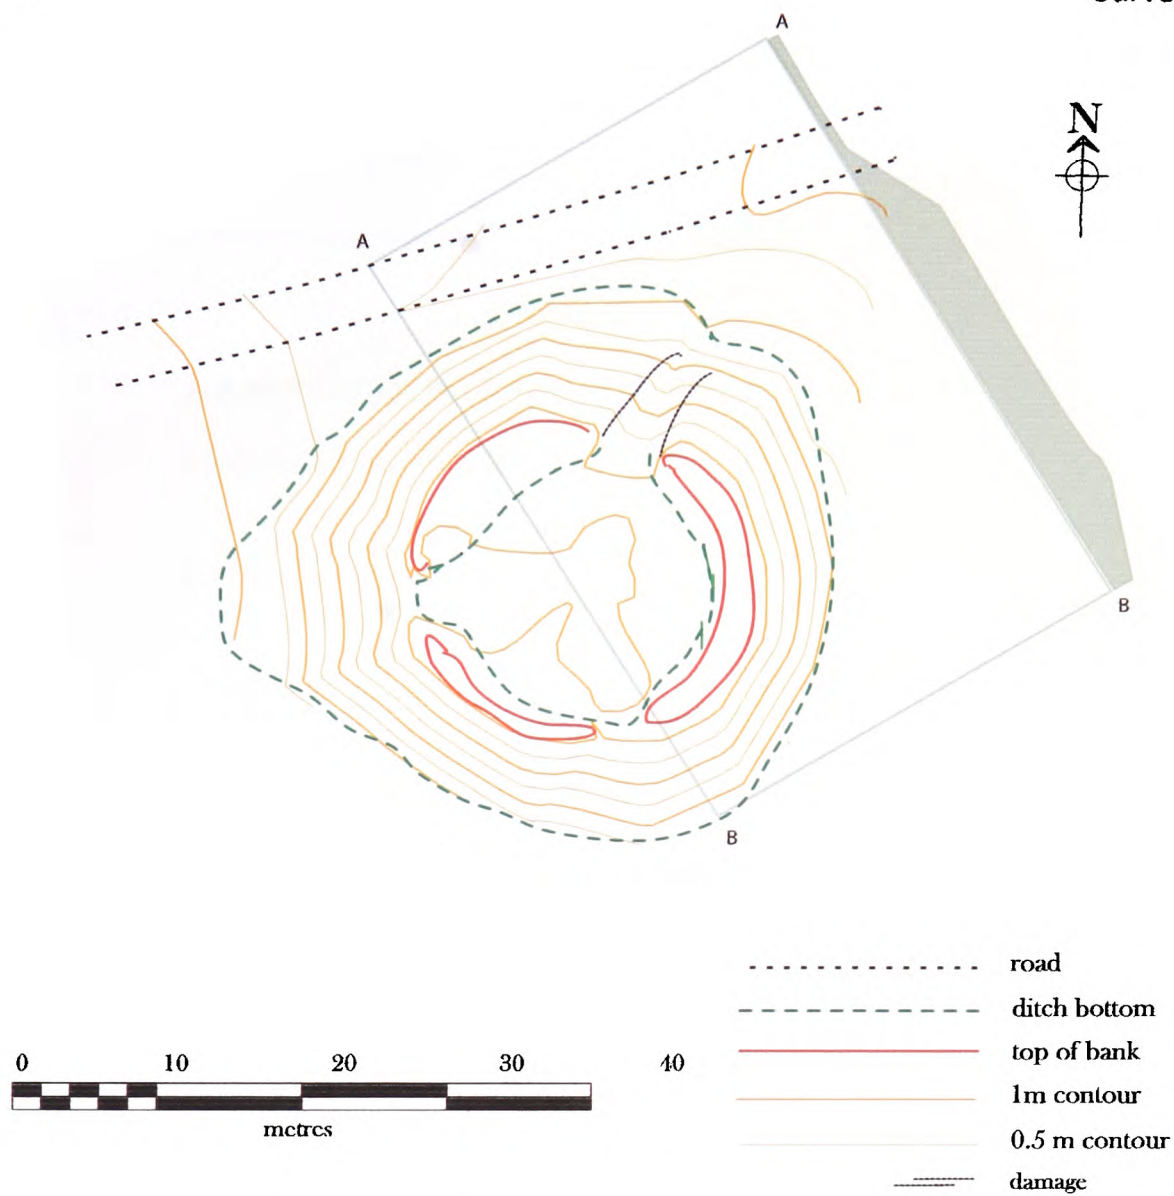 A
N
A
B
B
road
ditch bottom
top of bank
1m contour
0.5 m contour
damage
0 10 20 30 40
metres